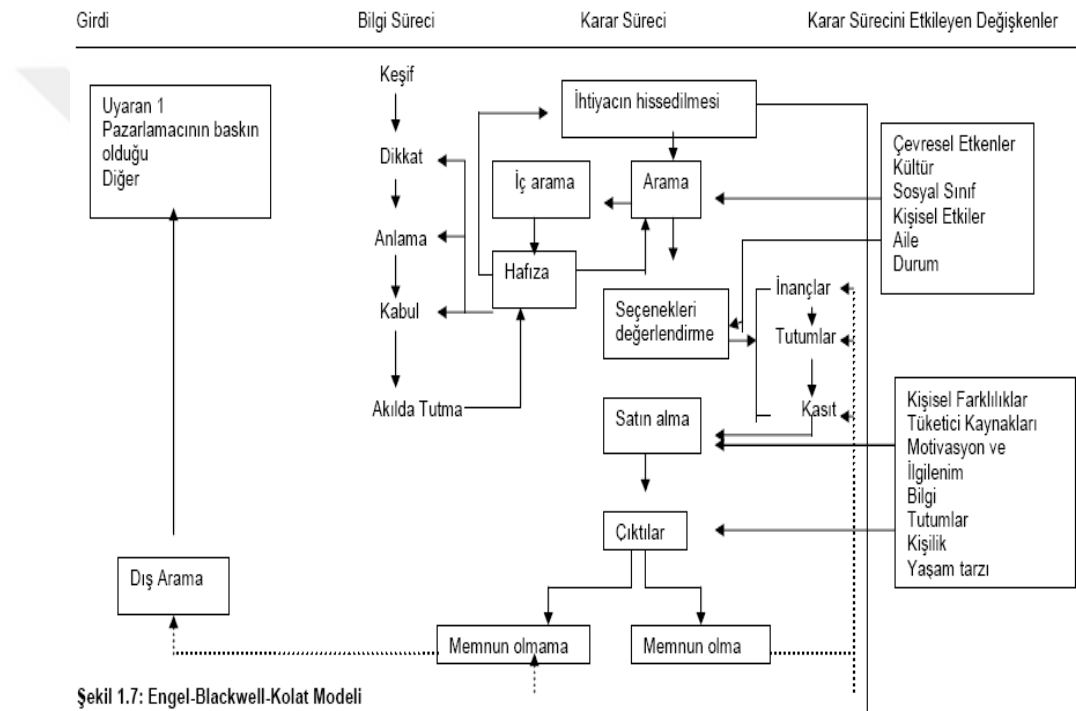 Girdi
Bilgi Süreci
Karar Süreci
Karar Sürecini Etkileyen Değişkenler
Uyaran 1
Pazarlamacının baskın
olduğu
Diğer
Dış Arama
Keşif
Dikkat
Anlama
Kabul
Akılda Tutma
İç arama
Hafıza
İhtiyacın hissedilmesi
Arama
Seçenekleri
değerlendirme
Satın alma
Çıktılar
Memnun olmama
Memnun olma
İnançlar
Tutumlar
Kasıt
Çevresel Etkenler
Kültür
Sosyal Sınıf
Kişisel Etkiler
Aile
Durum
Kişisel Farklılıklar
Tüketici Kaynakları
Motivasyon ve
İlgilenim
Bilgi
Tutumlar
Kişilik
Yaşam tarzı
Şekil 1.7: Engel-Blackwell-Kolat Modeli